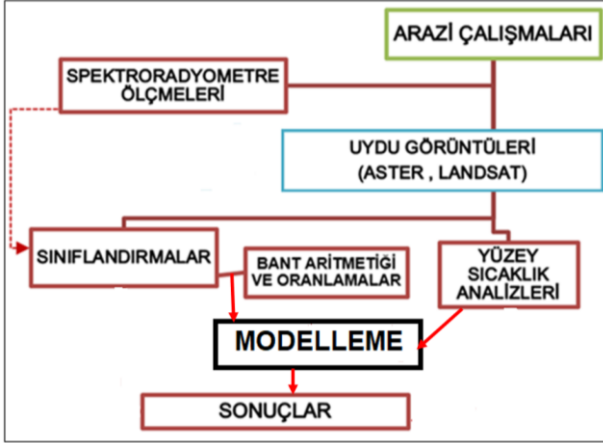 ARAZİ ÇALIŞMALARI
SPEKTRORADYOMETRE
ÖLÇMELERİ
UYDU GÖRÜNTÜLERİ
(ASTER , LANDSAT)
SINIFLANDIRMALAR
BANT ARİTMETİĞİ
VE ORANLAMALAR
YÜZEY
SICAKLIK
ANALİZLERİ
MODELLEME
SONUÇLAR